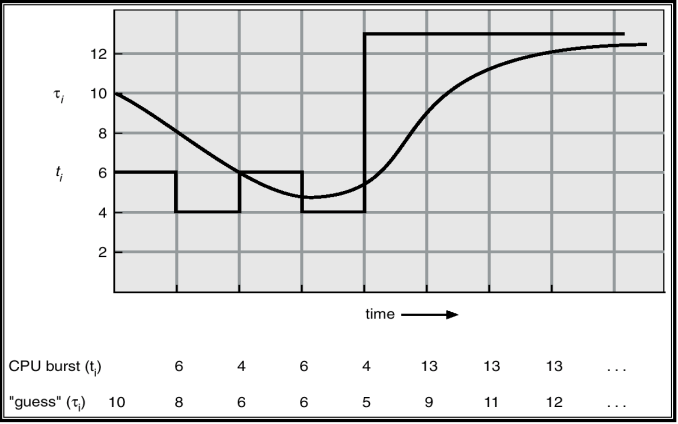 12
τi 10
8
ti 6
4
2
time
CPU burst (ti) 6 4 6 4 13 13 13 ...
"guess" (τi) 10 8 6 6 5 9 11 12 ...